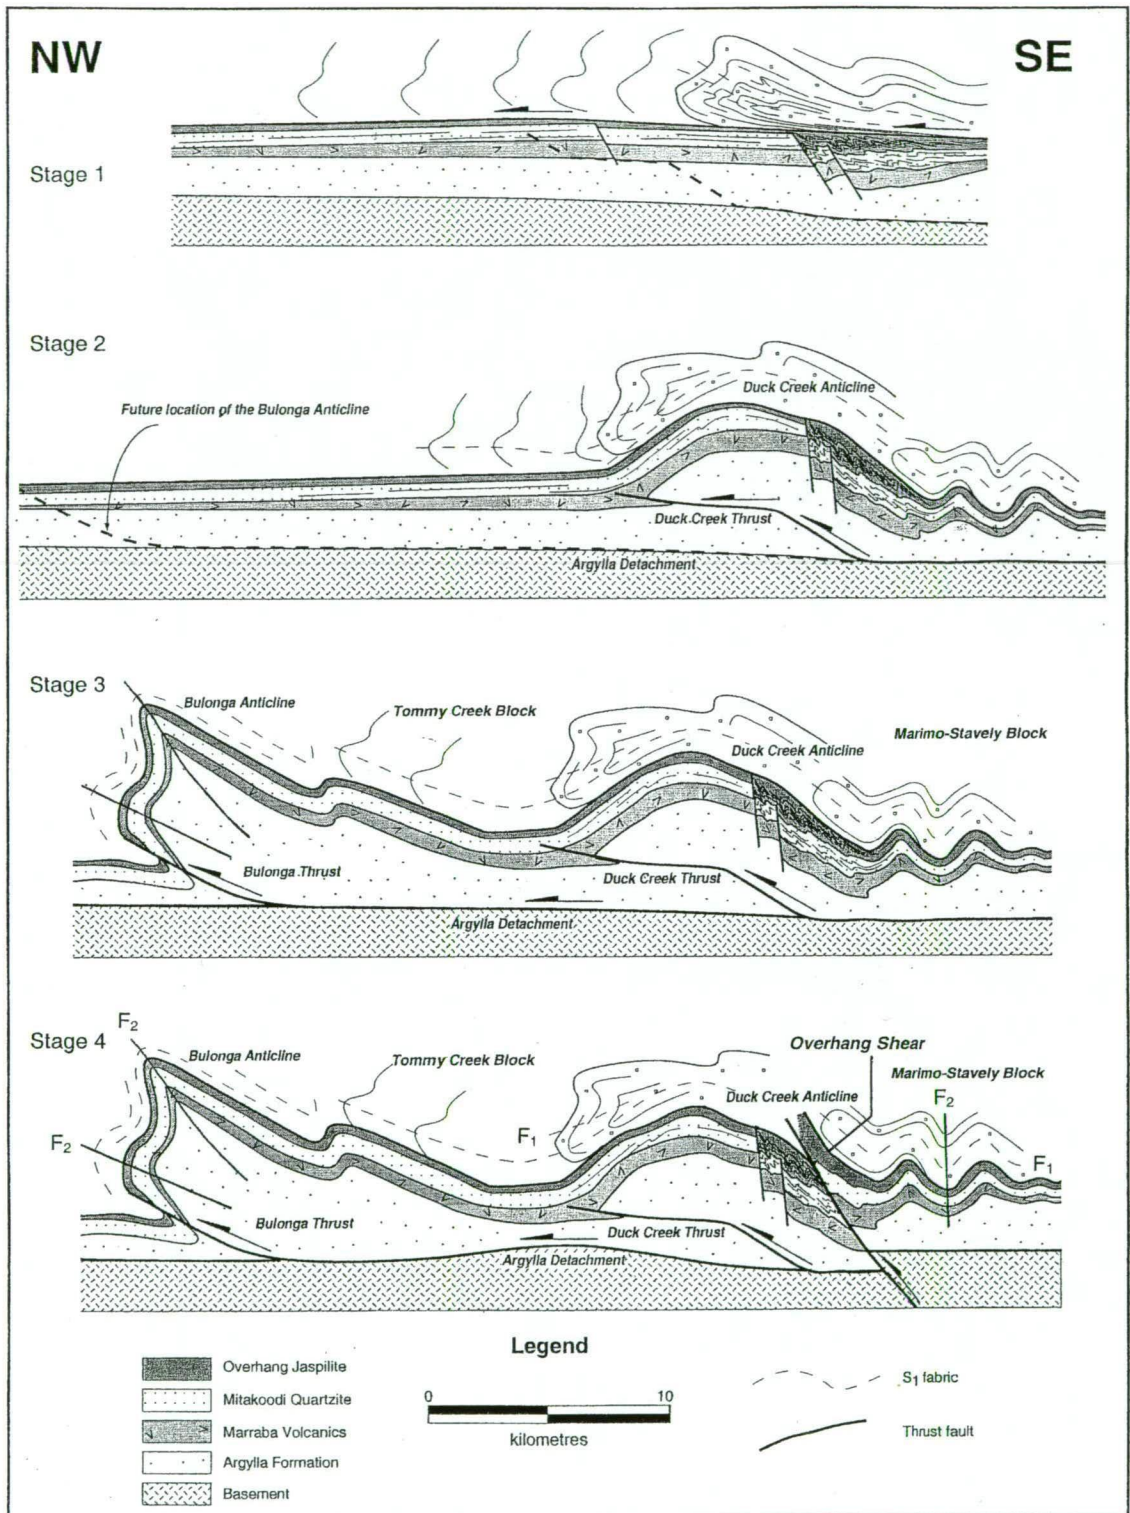 NW
SE
Stage 1
Stage 2
Duck Creek Anticline
Future location of the Bulonga Anticline
Duck Creek Thrust
Argylla Detachment
Stage 3
Bulonga Anticline
Tommy Creek Block
Marimo-Stavely Block
Duck Creek Anticline
Bulonga Thrust
Duck Creek Thrust
Argylla Detachment
Stage 4
F2
Bulonga Anticline
Tommy Creek Block
Overhang Shear
Marimo-Stavely Block
Duck Creek Anticline
F2
F2
F1
F1
Bulonga Thrust
Duck Creek Thrust
Argylla Detachment
Legend
Overhang Jaspilite
Mitakoodi Quartzite
Marraba Volcanics
Argylla Formation
Basement
0 10
kilometres
S1 fabric
Thrust fault